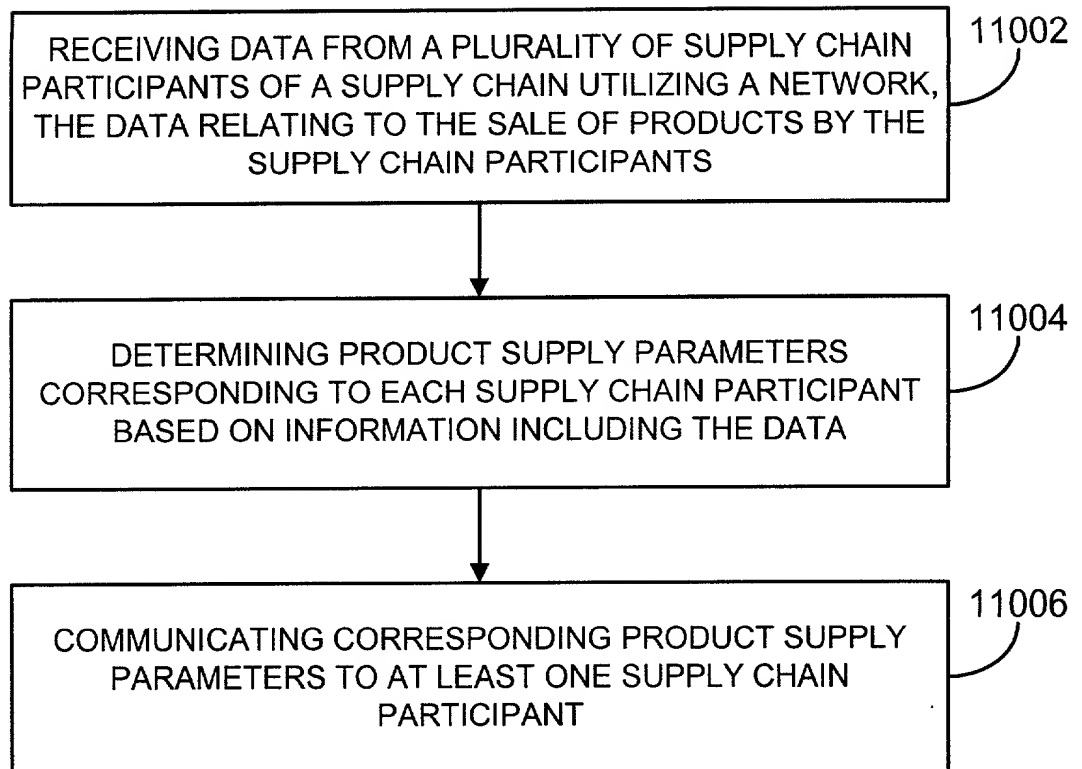 RECEIVING DATA FROM A PLURALITY OF SUPPLY CHAIN
PARTICIPANTS OF A SUPPLY CHAIN UTILIZING A NETWORK,
THE DATA RELATING TO THE SALE OF PRODUCTS BY THE
SUPPLY CHAIN PARTICIPANTS
11002
DETERMINING PRODUCT SUPPLY PARAMETERS
CORRESPONDING TO EACH SUPPLY CHAIN PARTICIPANT
BASED ON INFORMATION INCLUDING THE DATA
11004
COMMUNICATING CORRESPONDING PRODUCT SUPPLY
PARAMETERS TO AT LEAST ONE SUPPLY CHAIN
PARTICIPANT
11006